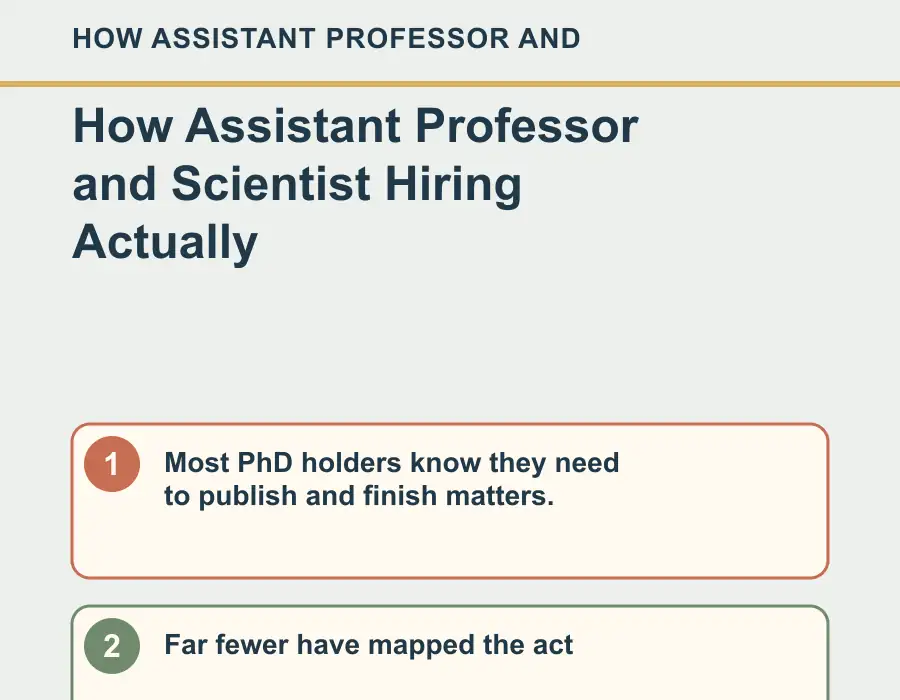 HOW ASSISTANT PROFESSOR AND
How Assistant Professor
and Scientist Hiring
Actually
1
Most PhD holders know they need
to publish and finish matters.
2
Far fewer have mapped the act